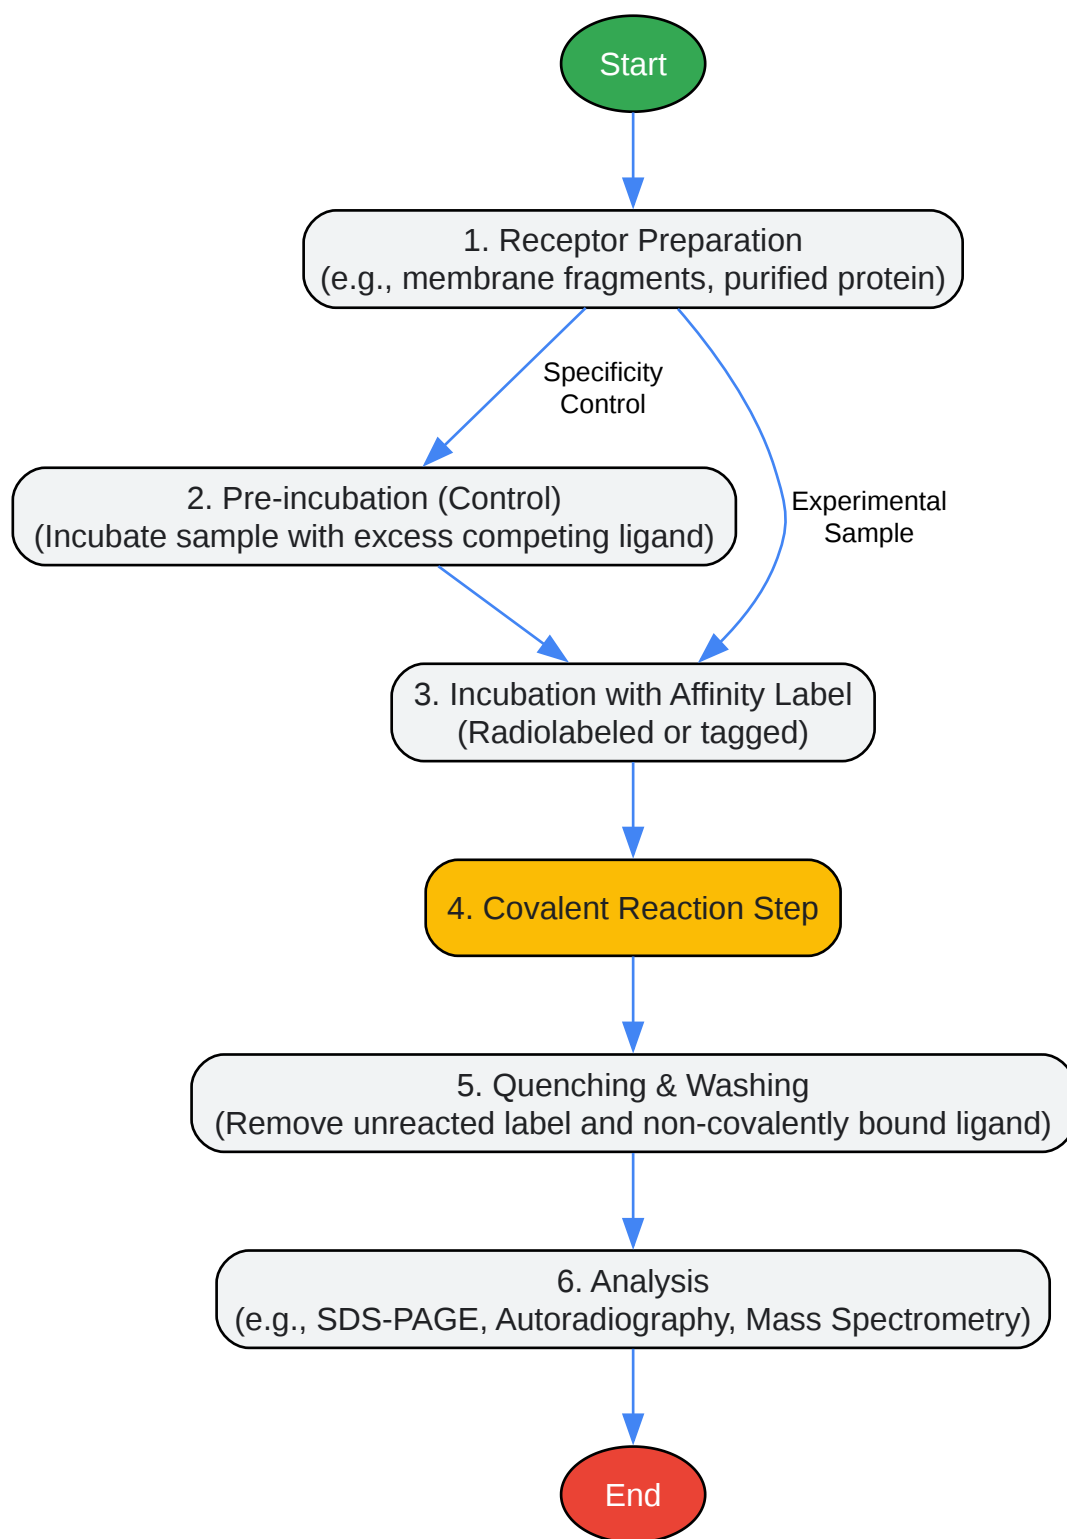 Start
1. Receptor Preparation
(e.g., membrane fragments, purified protein)
Specificity
Control
2. Pre-incubation (Control)
(Incubate sample with excess competing ligand)
Experimental
Sample
3. Incubation with Affinity Label
(Radiolabeled or tagged)
4. Covalent Reaction Step
5. Quenching & Washing
(Remove unreacted label and non-covalently bound ligand)
6. Analysis
(e.g., SDS-PAGE, Autoradiography, Mass Spectrometry)
End